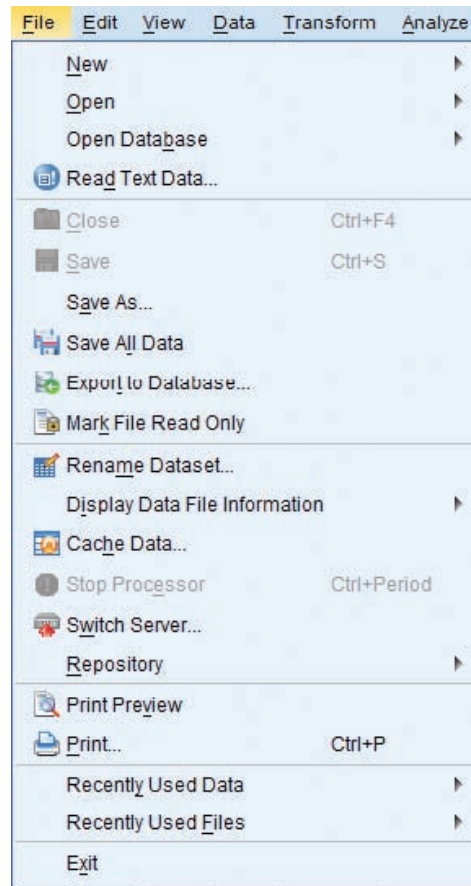 File Edit View Data Transform Analyze
New
Open
Open Database
Read Text Data...
Close Ctrl+F4
Save Ctrl+S
Save As...
Save All Data
Export to Database...
Mark File Read Only
Rename Dataset...
Display Data File Information
Cache Data...
Stop Processor Ctrl+Period
Switch Server...
Repository
Print Preview
Print... Ctrl+P
Recently Used Data
Recently Used Files
Exit